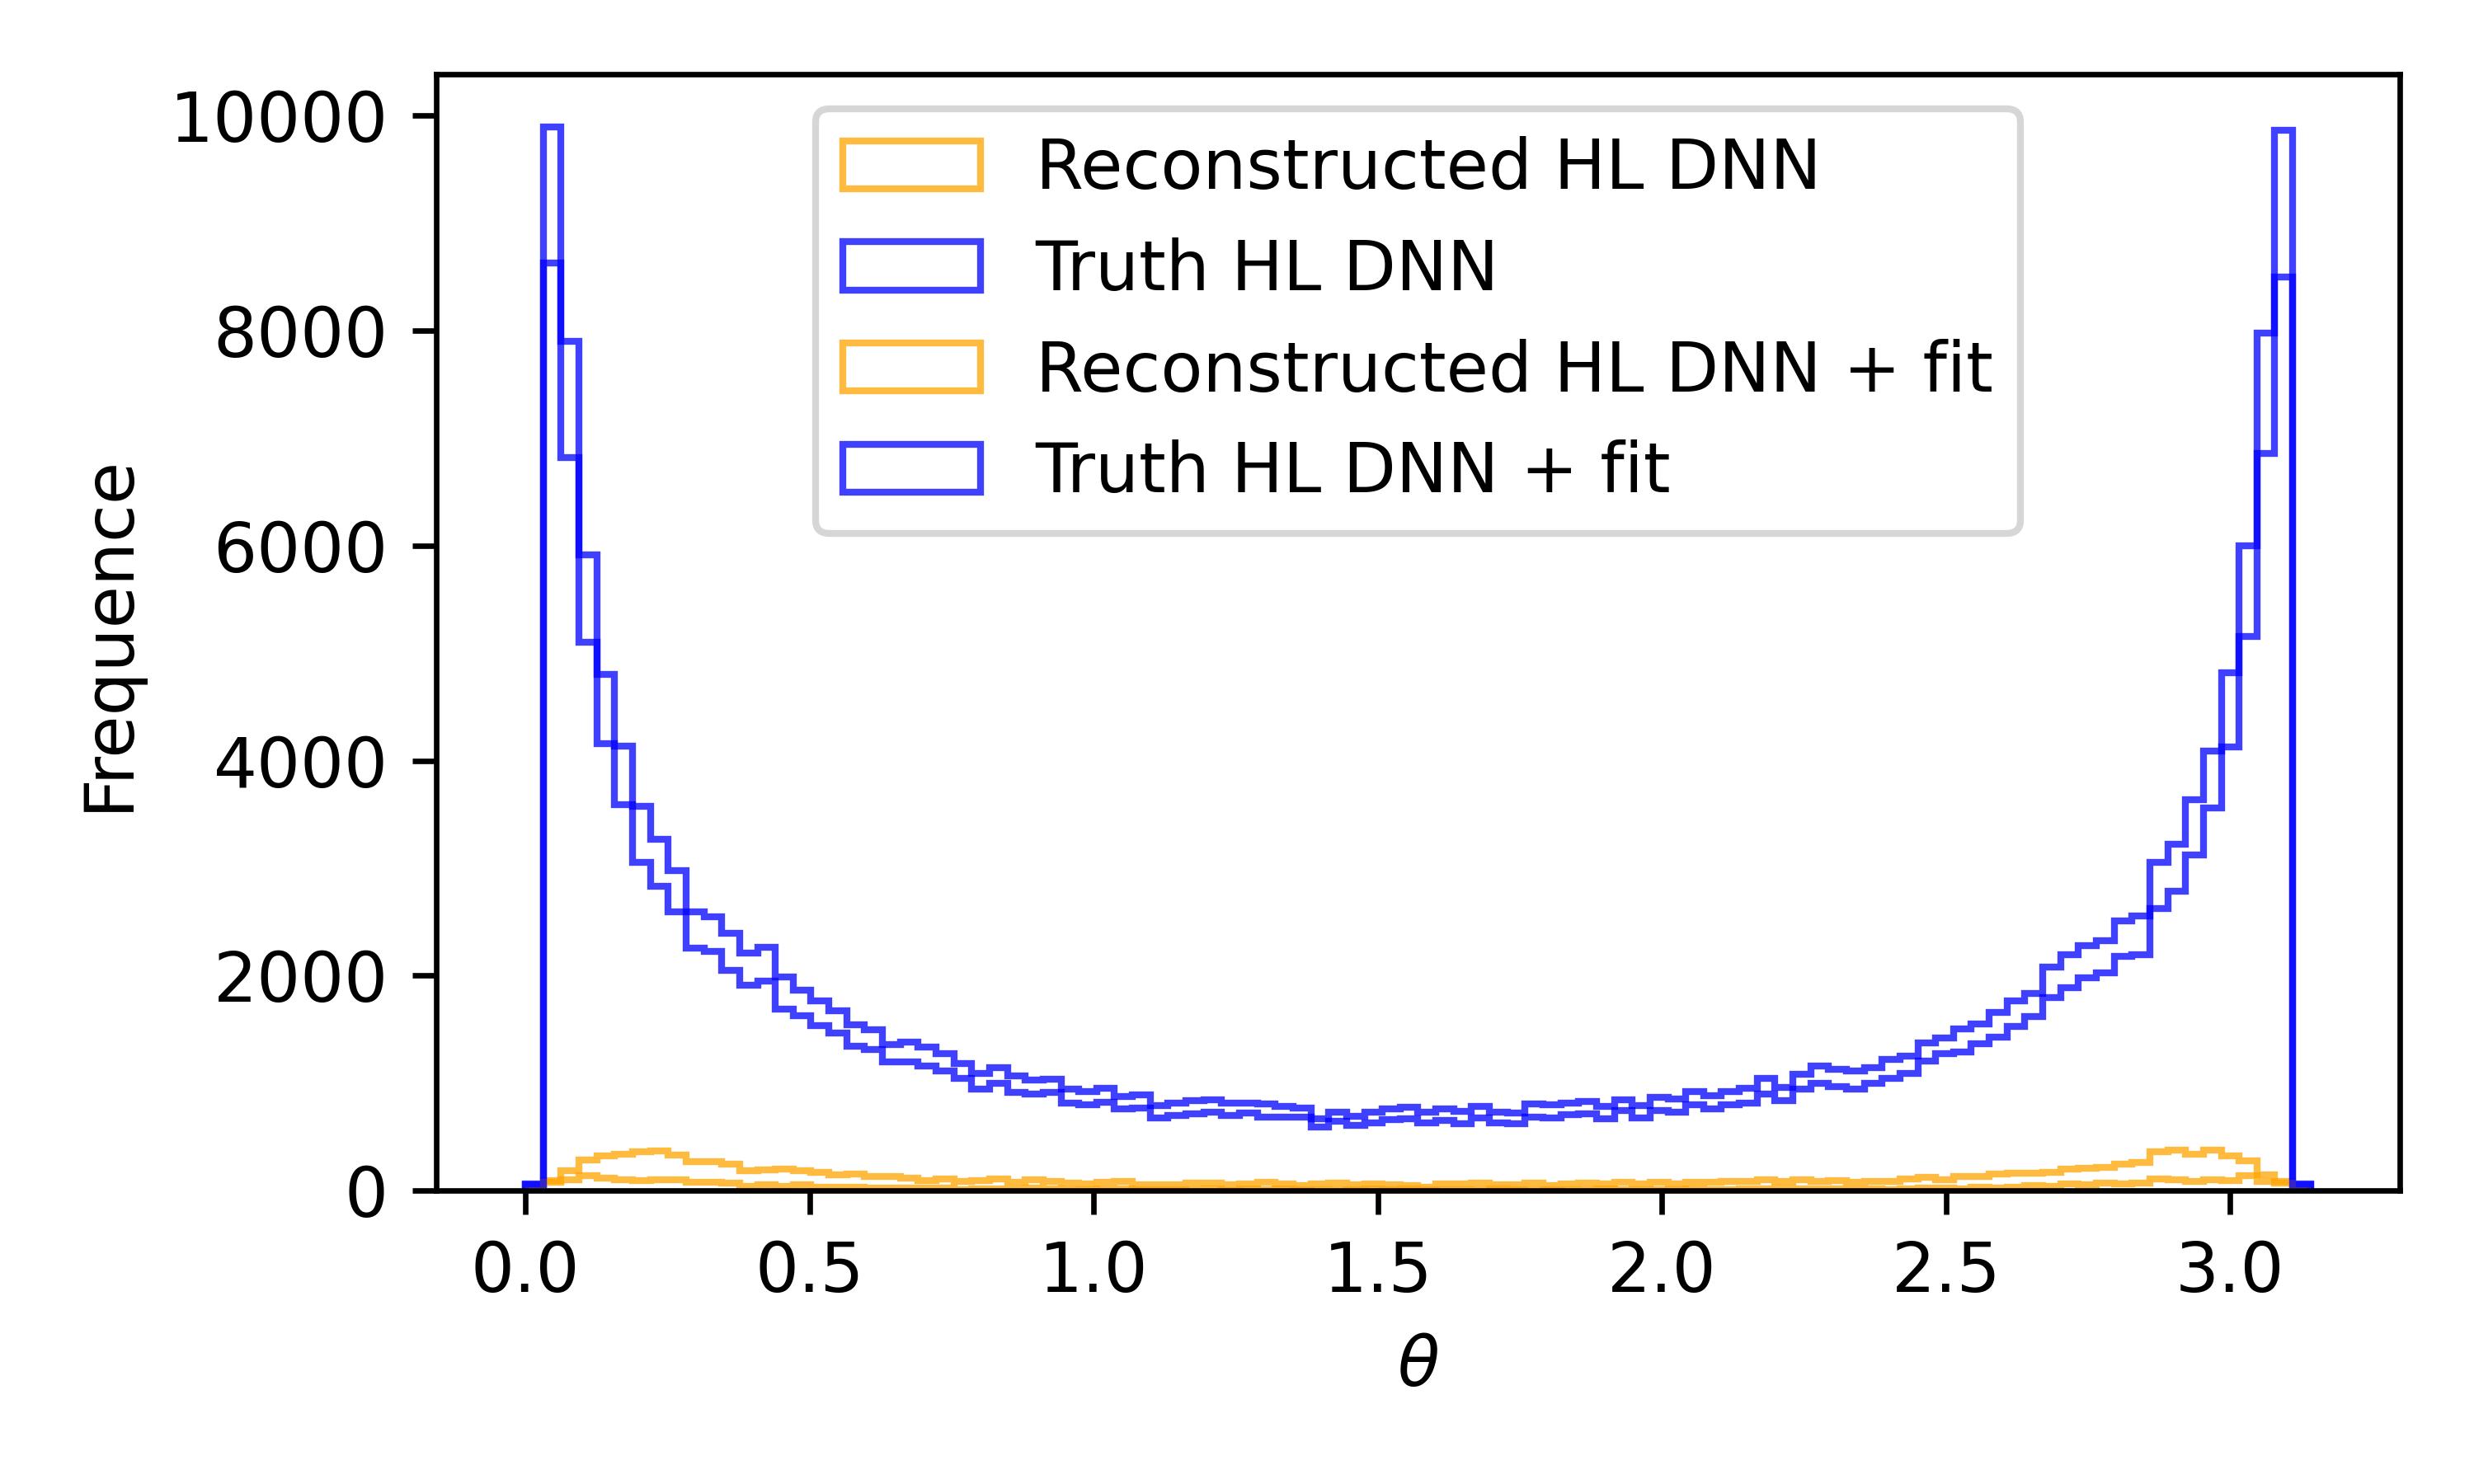 10000
8000
6000
4000
2000
0
Frequence
Reconstructed HL DNN
Truth HL DNN
Reconstructed HL DNN + fit
Truth HL DNN + fit
0.0 0.5 1.0 1.5 2.0 2.5 3.0
θ